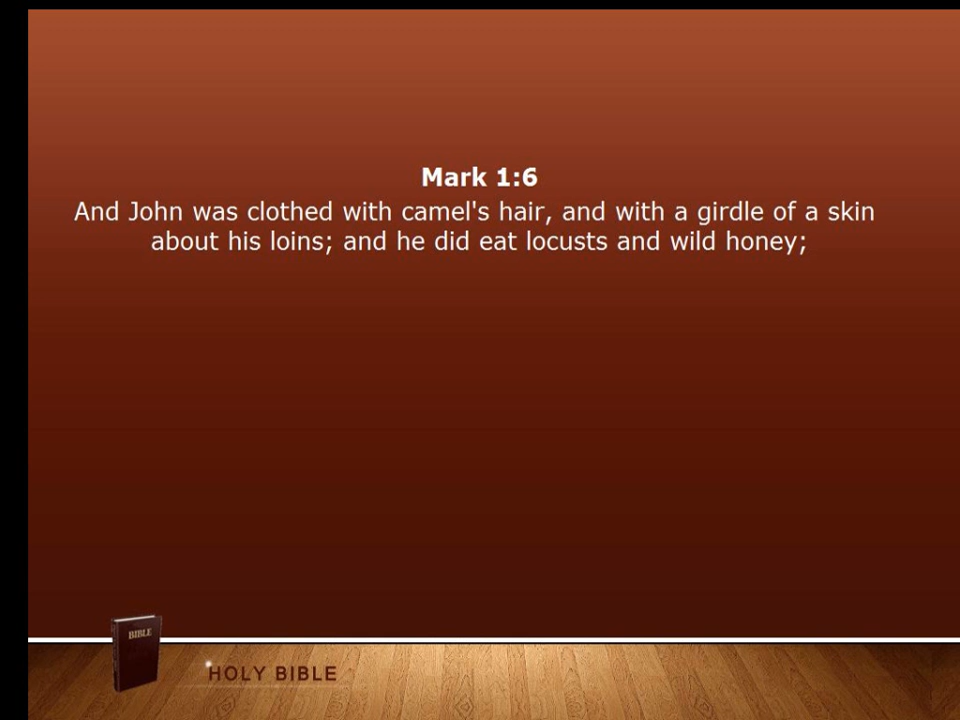 Mark 1:6
And John was clothed with camel's hair, and with a girdle of a skin
about his loins; and he did eat locusts and wild honey;
BIBLE
HOLY BIBLE